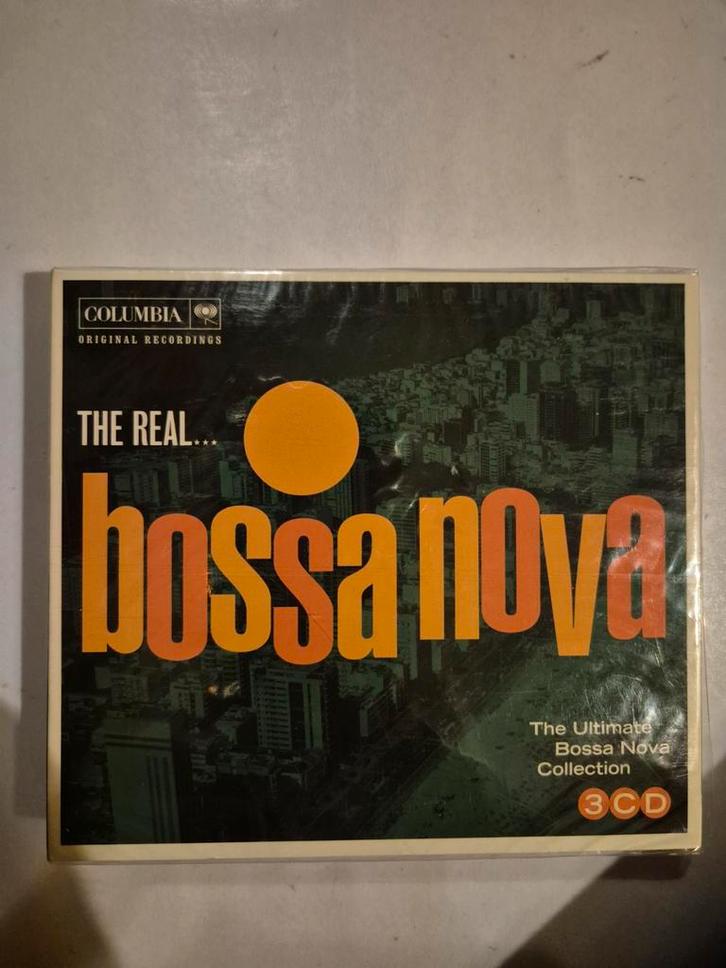 COLUMBIA
ORIGINAL RECORDINGS
THE REAL...
bossa nova
The Ultimate
Bossa Nova
Collection
3CD